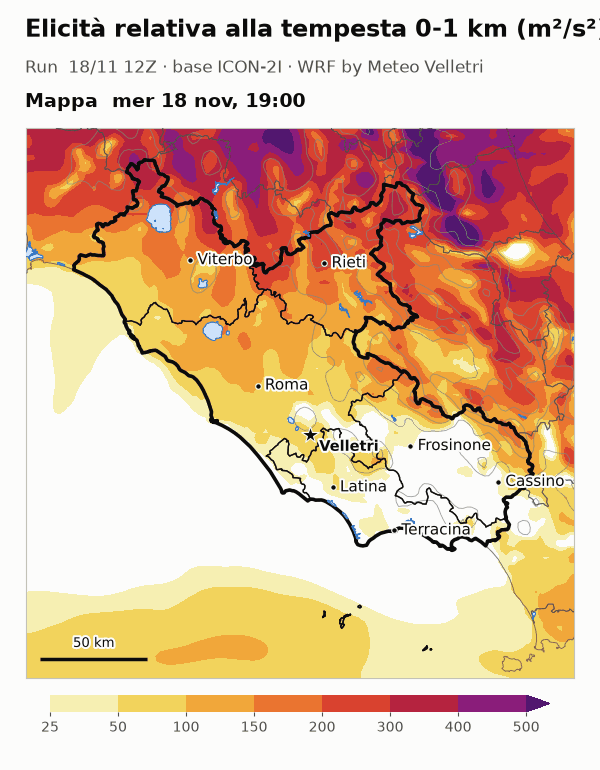 Elicità relativa alla tempesta 0-1 km (m²/s²)
Run 18/11 12Z · base ICON-2I · WRF by Meteo Velletri
Mappa mer 18 nov, 19:00
Viterbo
Rieti
Roma
Velletri
Frosinone
Latina
Cassino
Terracina
50 km
25 50 100 150 200 300 400 500